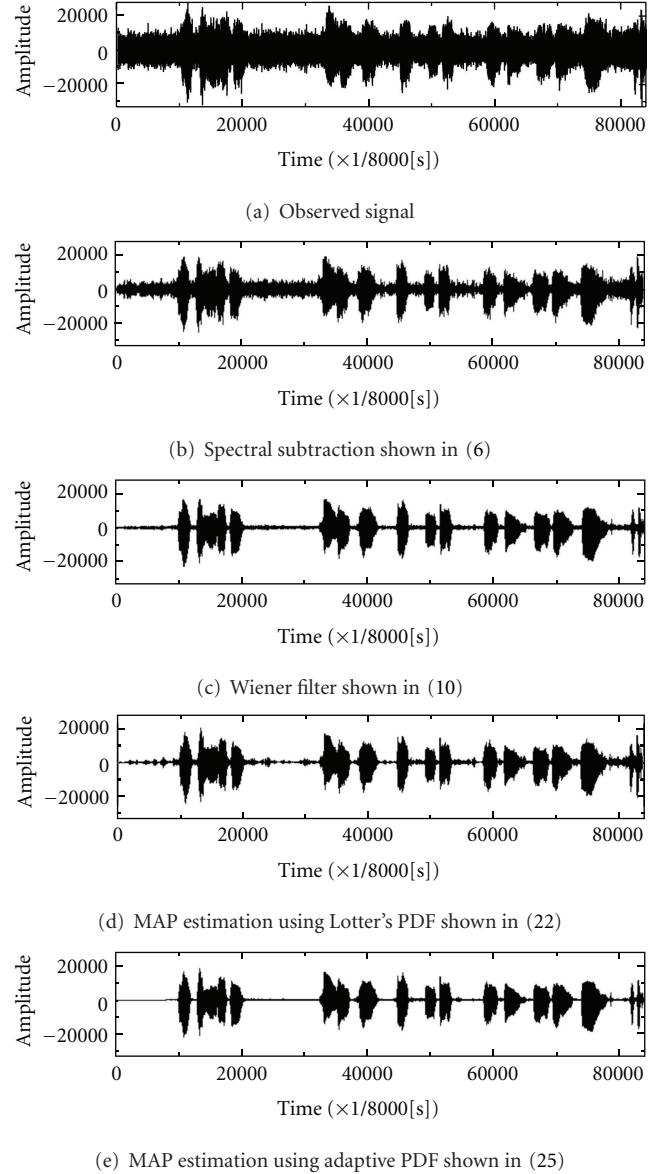 Amplitude
20000
0
−20000
0 20000 40000 60000 80000
Time (×1/8000[s])
(a) Observed signal
Amplitude
20000
0
−20000
0 20000 40000 60000 80000
Time (×1/8000[s])
(b) Spectral subtraction shown in (6)
Amplitude
20000
0
−20000
0 20000 40000 60000 80000
Time (×1/8000[s])
(c) Wiener filter shown in (10)
Amplitude
20000
0
−20000
0 20000 40000 60000 80000
Time (×1/8000[s])
(d) MAP estimation using Lotter's PDF shown in (22)
Amplitude
20000
0
−20000
0 20000 40000 60000 80000
Time (×1/8000[s])
(e) MAP estimation using adaptive PDF shown in (25)